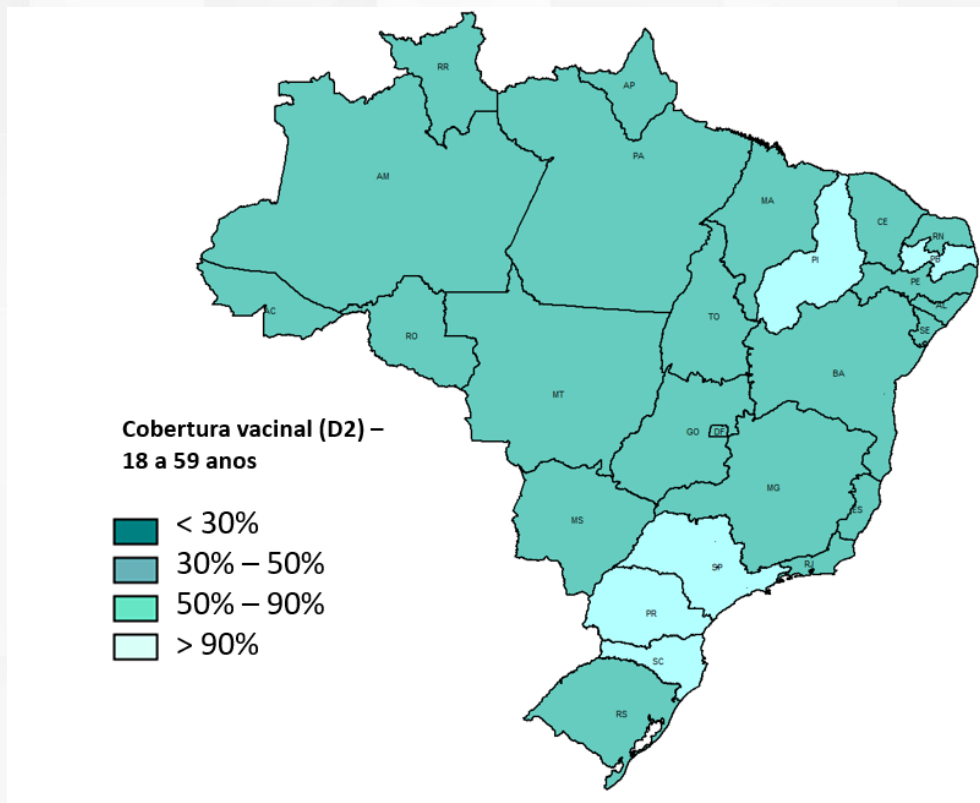 RR
AP
AM
PA
MA
CE
RN
PB
PI
PE
AL
AC
SE
TO
RO
BA
MT
GO
DF
MG
MS
ES
RJ
SP
PR
SC
RS
Cobertura vacinal (D2) –
18 a 59 anos
< 30%
30% – 50%
50% – 90%
> 90%